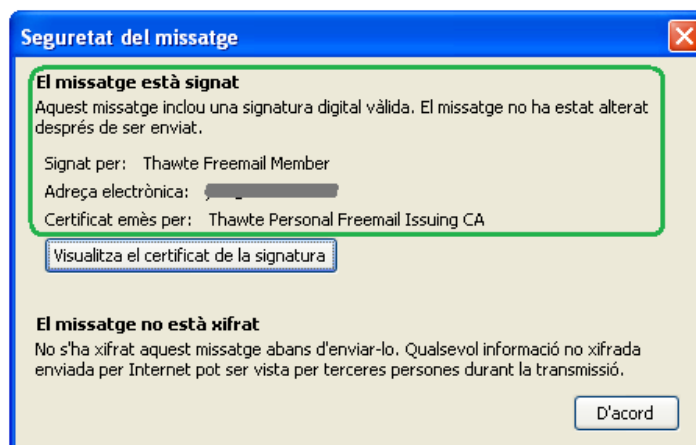 Seguretat del missatge
El missatge està signat
Aquest missatge inclou una signatura digital vàlida. El missatge no ha estat alterat
després de ser enviat.
Signat per: Thawte Freemail Member
Adreça electrònica:
Certificat emès per: Thawte Personal Freemail Issuing CA
Visualitza el certificat de la signatura
El missatge no està xifrat
No s'ha xifrat aquest missatge abans d'enviar-lo. Qualsevol informació no xifrada
enviada per Internet pot ser vista per terceres persones durant la transmissió.
D'acord